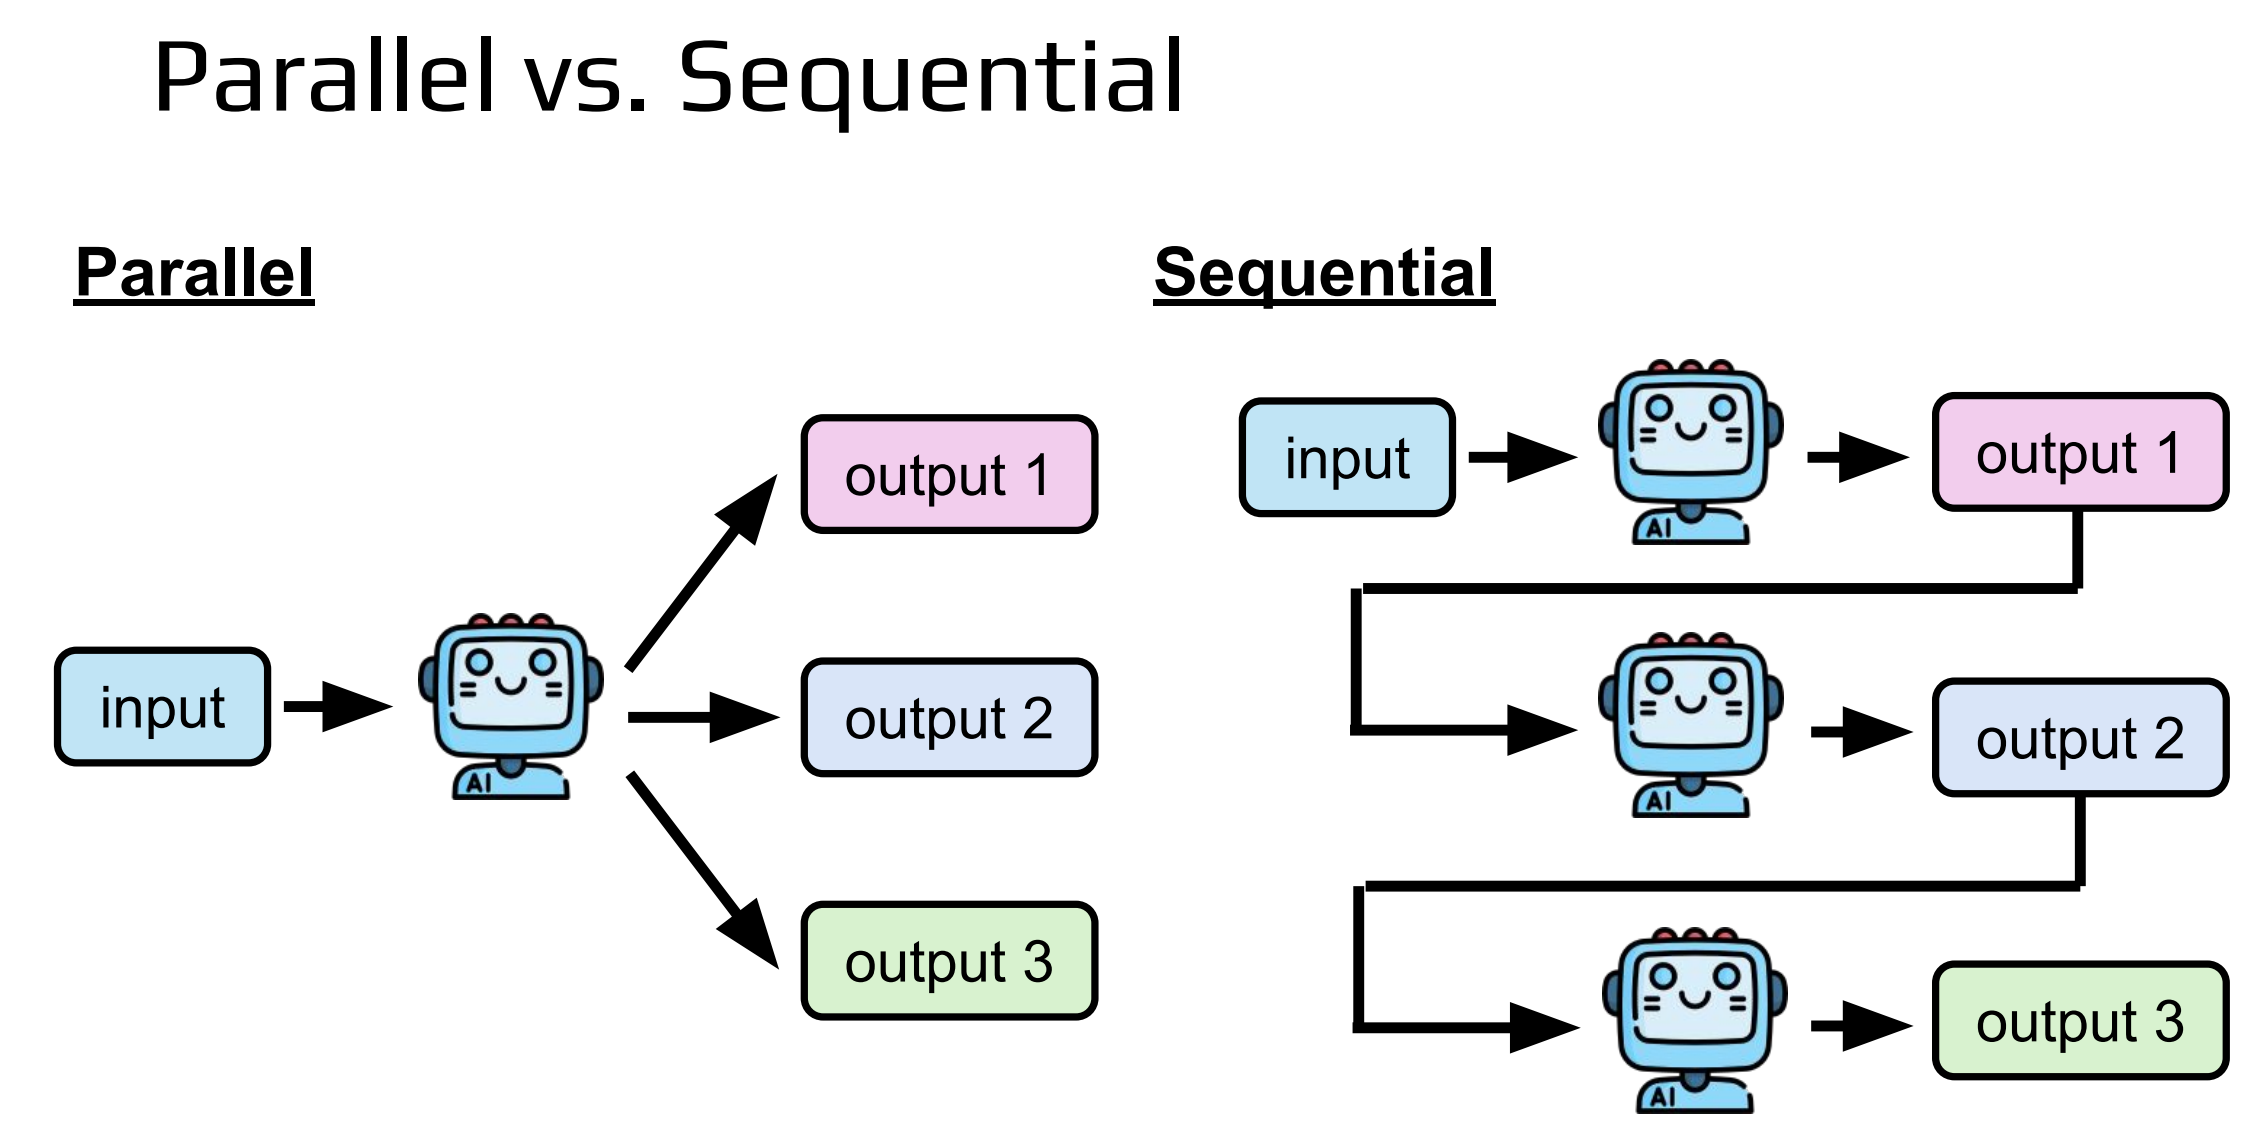 Parallel vs. Sequential
Parallel
input
AI
output 1
output 2
output 3
Sequential
input
AI
output 1
AI
output 2
AI
output 3